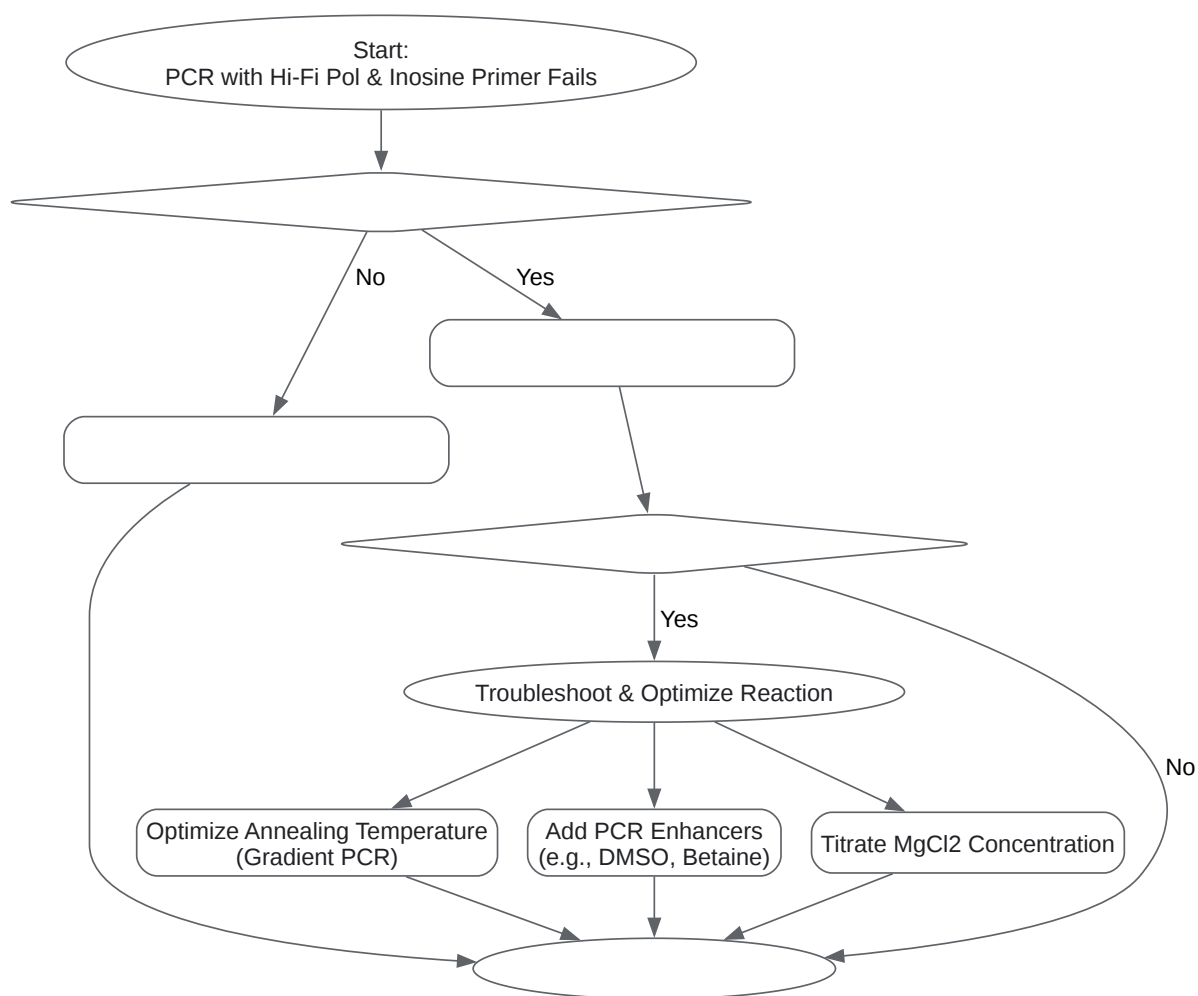 Start:
PCR with Hi-Fi Pol & Inosine Primer Fails
No
Yes
Yes
Troubleshoot & Optimize Reaction
No
Optimize Annealing Temperature
(Gradient PCR)
Add PCR Enhancers
(e.g., DMSO, Betaine)
Titrate MgCl2 Concentration